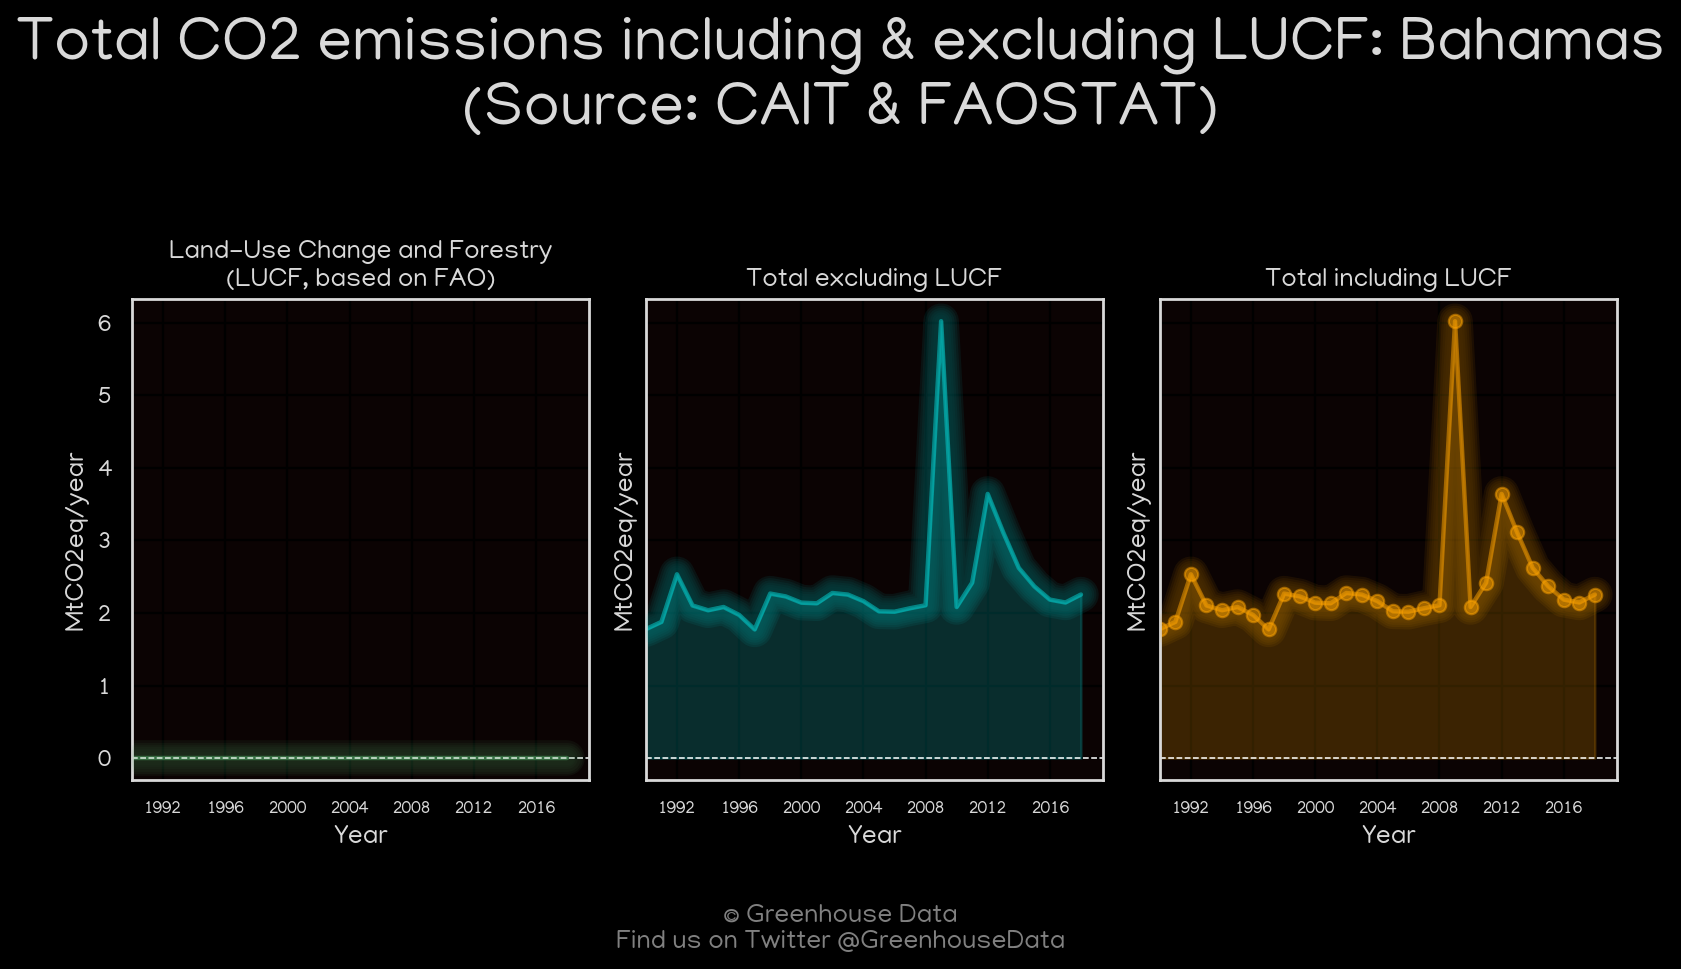 Total CO2 emissions including & excluding LUCF: Bahamas
(Source: CAIT & FAOSTAT)
Land-Use Change and Forestry
(LUCF, based on FAO)
Total excluding LUCF
Total including LUCF
MtCO2eq/year
6
5
4
3
2
1
0
1992 1996 2000 2004 2008 2012 2016
Year
MtCO2eq/year
1992 1996 2000 2004 2008 2012 2016
Year
MtCO2eq/year
1992 1996 2000 2004 2008 2012 2016
Year
© Greenhouse Data
Find us on Twitter @GreenhouseData